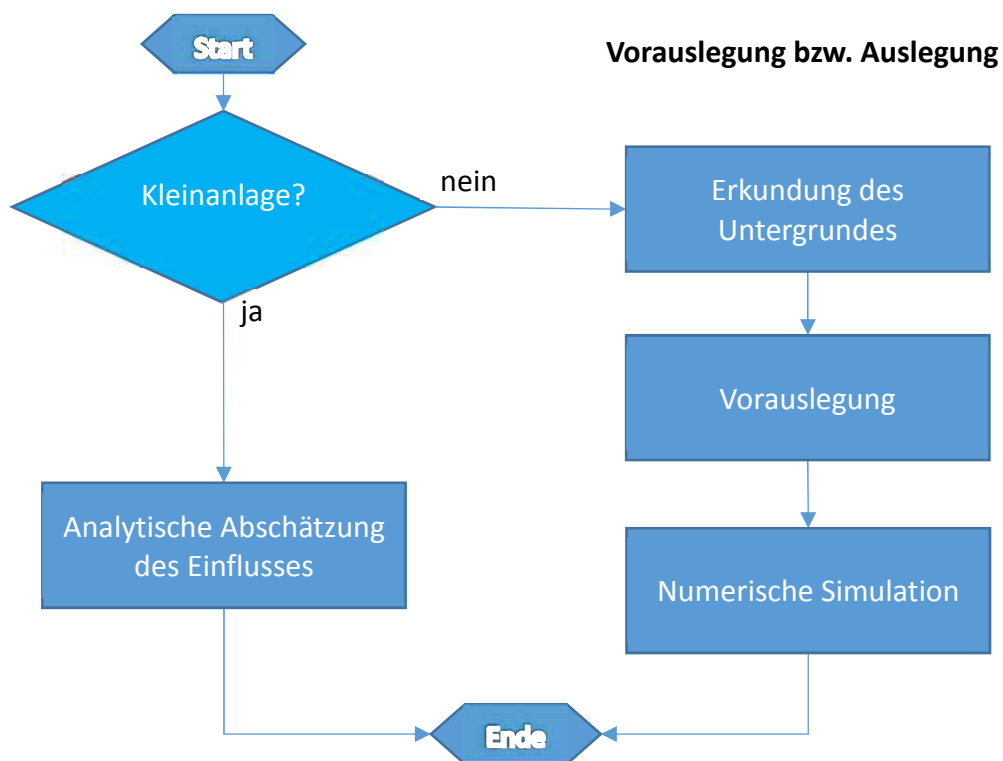 Start
Vorauslegung bzw. Auslegung
Kleinanlage?
nein
ja
Erkundung des
Untergrundes
Vorauslegung
Analytische Abschätzung
des Einflusses
Numerische Simulation
Ende